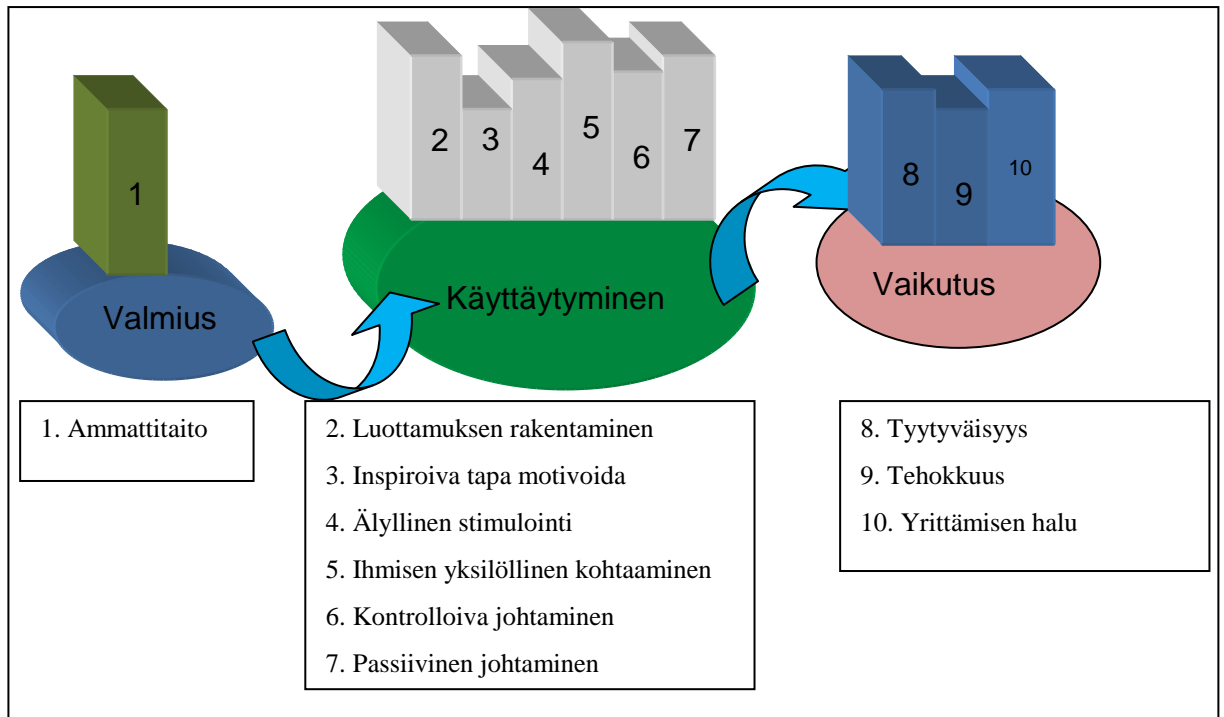 1
Valmius
2
3
4
5
6
7
Käyttäytyminen
8
9
10
Vaikutus
1. Ammattitaito
2. Luottamuksen rakentaminen
3. Inspiroiva tapa motivoida
4. Älyllinen stimulointi
5. Ihmisen yksilöllinen kohtaaminen
6. Kontrolloiva johtaminen
7. Passiivinen johtaminen
8. Tyytyväisyys
9. Tehokkuus
10. Yrittämisen halu